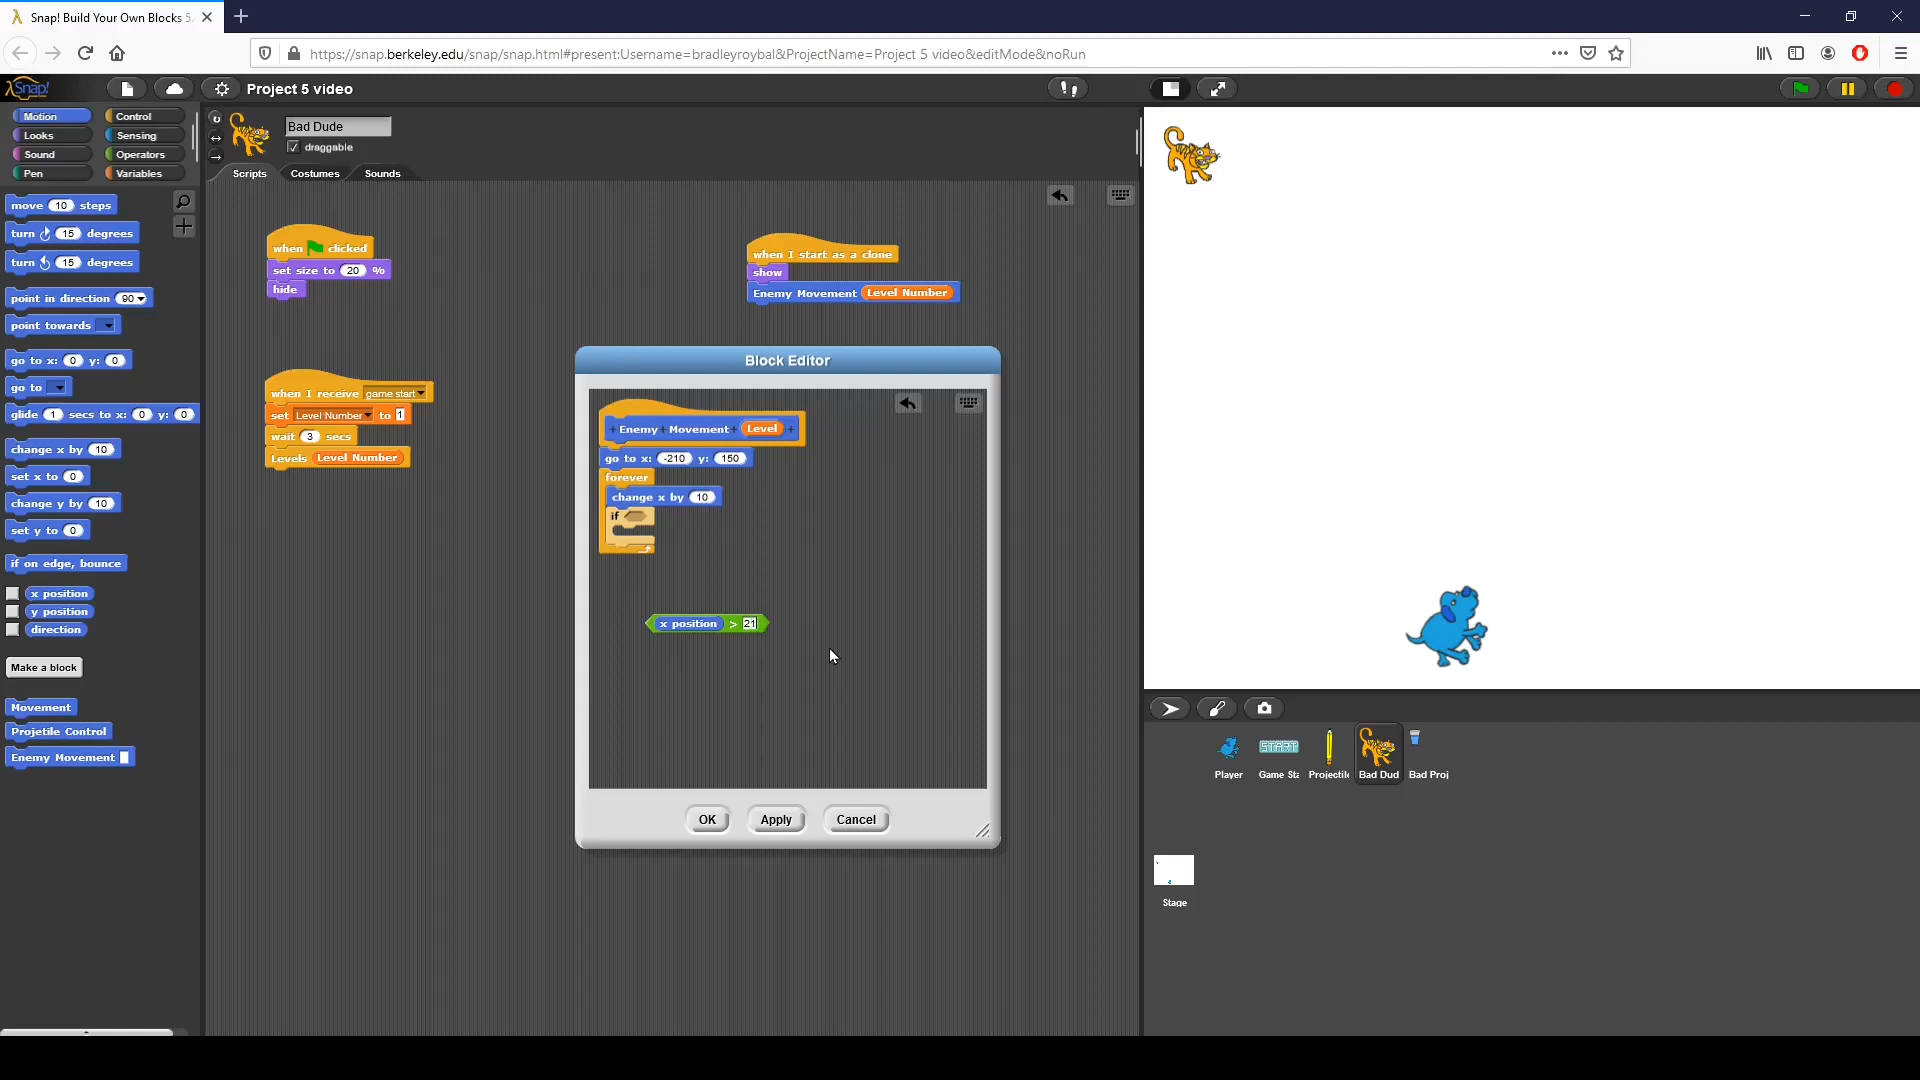 Snap! Build Your Own Blocks 5.
https://snap.berkeley.edu/snap/snap.html#present:Username=bradleyroybal&ProjectName=Project 5 video&editMode&noRun
Snap!
Project 5 video
Motion Control
Looks Sensing
Sound Operators
Pen Variables
Bad Dude
draggable
Scripts Costumes Sounds
move 10 steps
turn 15 degrees
turn 15 degrees
point in direction 90
point towards
go to x: 0 y: 0
go to
glide 1 secs to x: 0 y: 0
change x by 10
set x to 0
change y by 10
set y to 0
if on edge, bounce
x position
y position
direction
Make a block
Movement
Projetile Control
Enemy Movement
when clicked
set size to 20 %
hide
when I receive game start
set Level Number to 1
wait 3 secs
Levels Level Number
when I start as a clone
show
Enemy Movement Level Number
Block Editor
+ Enemy + Movement + Level +
go to x: -210 y: 150
forever
change x by 10
if
x position > 21
OK Apply Cancel
START
Player Game Sta Projectile Bad Dud Bad Proj
Stage